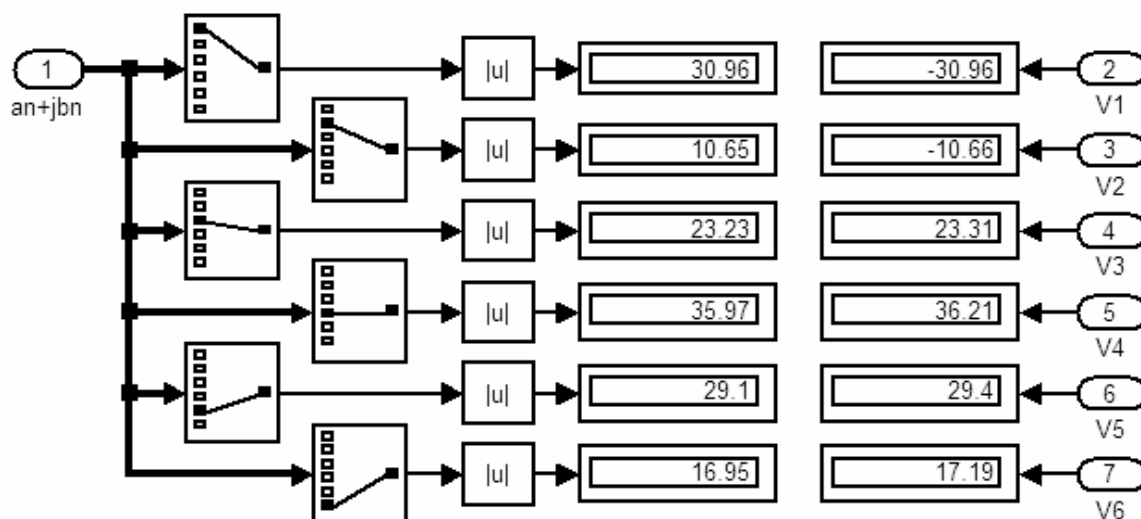 1 |u| 30.96 -30.96 2
an+jbn V1
|u| 10.65 -10.66 3
V2
|u| 23.23 23.31 4
V3
|u| 35.97 36.21 5
V4
|u| 29.1 29.4 6
V5
|u| 16.95 17.19 7
V6